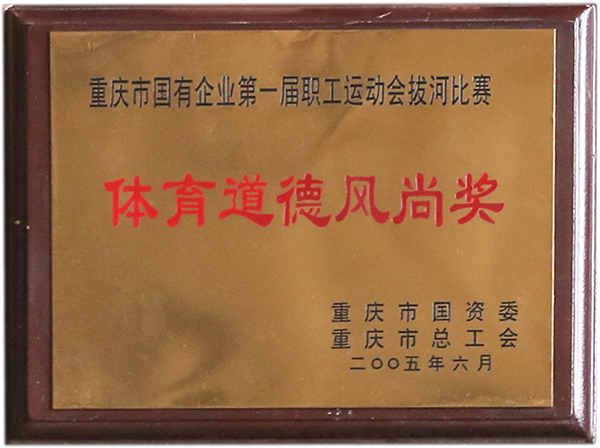 重庆市国有企业第一届职工运动会拔河比赛
体育道德风尚奖
重庆市国资委
重庆市总工会
二〇〇五年六月